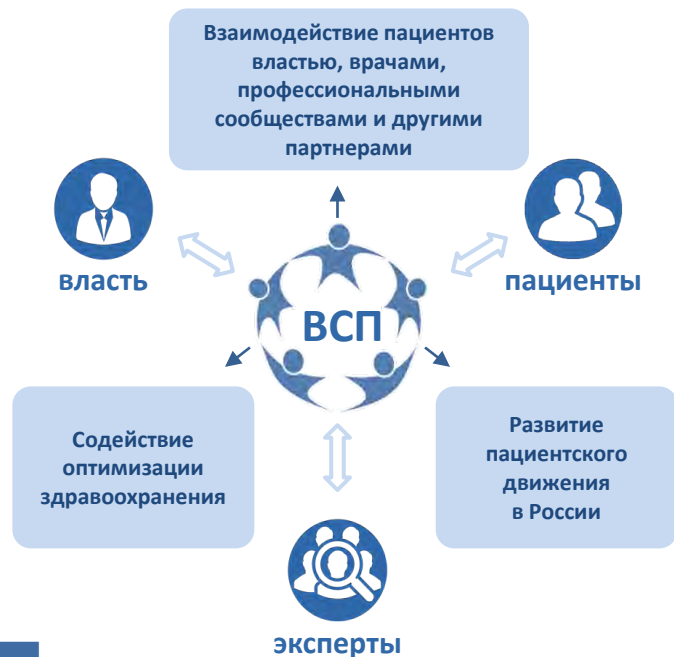 Взаимодействие пациентов
властью, врачами,
профессиональными
сообществами и другими
партнерами
власть
пациенты
ВСП
Содействие
оптимизации
здравоохранения
Развитие
пациентского
движения
в России
эксперты